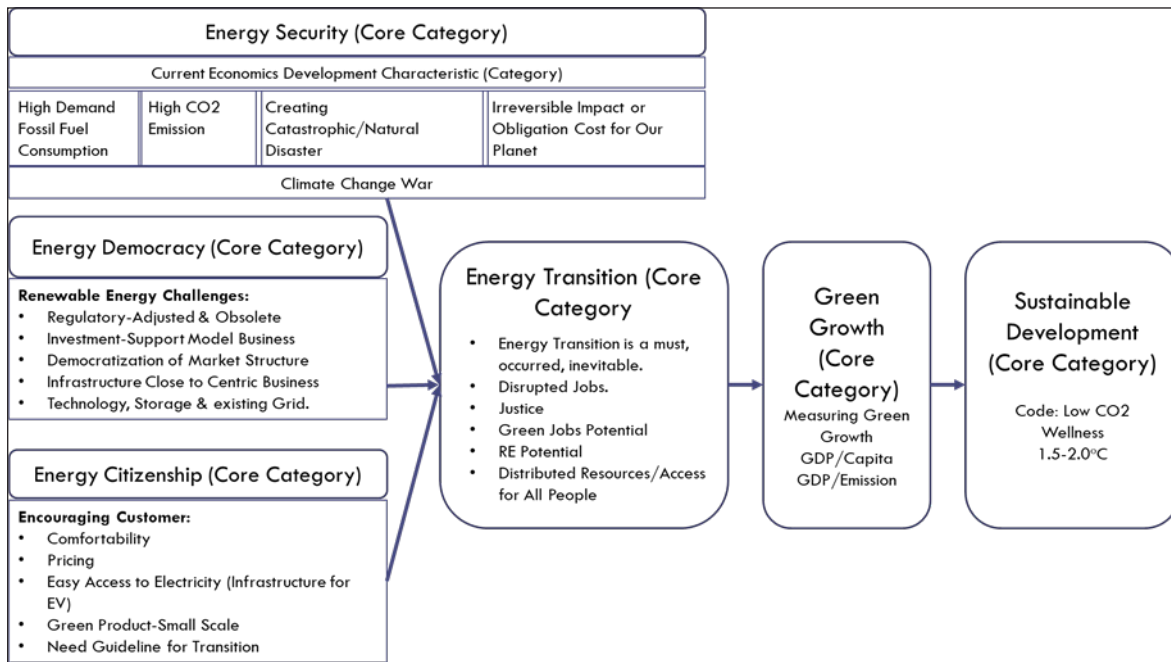 Energy Security (Core Category)
Current Economics Development Characteristic (Category)
High Demand
Fossil Fuel
Consumption
High CO2
Emission
Creating
Catastrophic/Natural
Disaster
Irreversible Impact or
Obligation Cost for Our
Planet
Climate Change War
Energy Democracy (Core Category)
Renewable Energy Challenges:
• Regulatory-Adjusted & Obsolete
• Investment-Support Model Business
• Democratization of Market Structure
• Infrastructure Close to Centric Business
• Technology, Storage & existing Grid.
Energy Citizenship (Core Category)
Encouraging Customer:
• Comfortability
• Pricing
• Easy Access to Electricity (Infrastructure for
EV)
• Green Product-Small Scale
• Need Guideline for Transition
Energy Transition (Core
Category)
• Energy Transition is a must,
occurred, inevitable.
• Disrupted Jobs.
• Justice
• Green Jobs Potential
• RE Potential
• Distributed Resources/Access
for All People
Green
Growth
(Core
Category)
Measuring Green
Growth
GDP/Capita
GDP/Emission
Sustainable
Development
(Core Category)
Code: Low CO2
Wellness
1.5-2.0°C